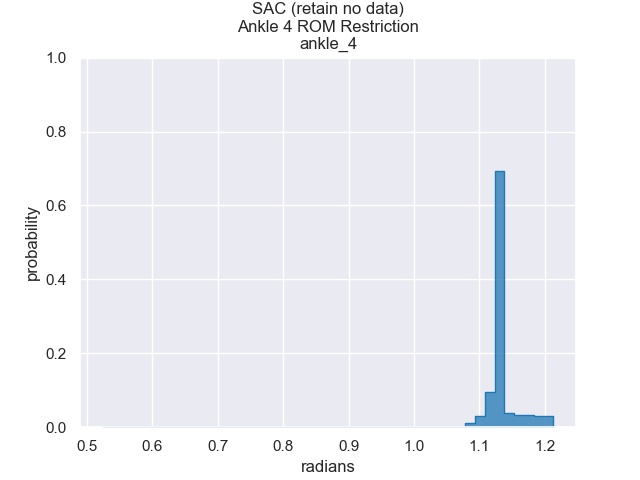 SAC (retain no data)
Ankle 4 ROM Restriction
ankle_4
1.0
0.8
0.6
0.4
0.2
0.0
probability
0.5 0.6 0.7 0.8 0.9 1.0 1.1 1.2
radians